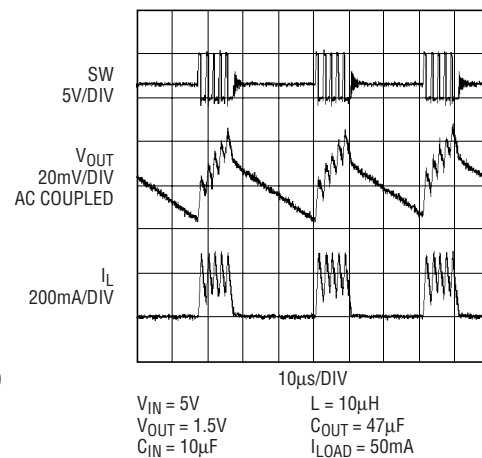 SW
5V/DIV
VOUT
20mV/DIV
AC COUPLED
IL
200mA/DIV
10µs/DIV
VIN = 5V
VOUT = 1.5V
CIN = 10µF
L = 10µH
COUT = 47µF
ILOAD = 50mA